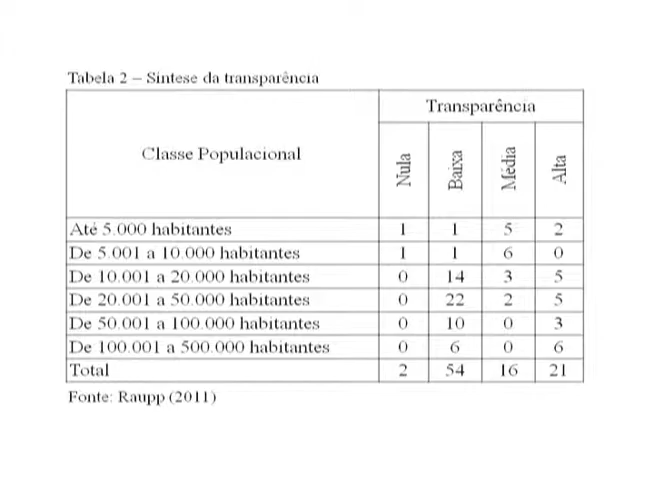 Tabela 2 – Síntese da transparência
Transparência
Classe Populacional
Nula Baixa Média Alta
Até 5.000 habitantes 1 1 5 2
De 5.001 a 10.000 habitantes 1 1 6 0
De 10.001 a 20.000 habitantes 0 14 3 5
De 20.001 a 50.000 habitantes 0 22 2 5
De 50.001 a 100.000 habitantes 0 10 0 3
De 100.001 a 500.000 habitantes 0 6 0 6
Total 2 54 16 21
Fonte: Raupp (2011)